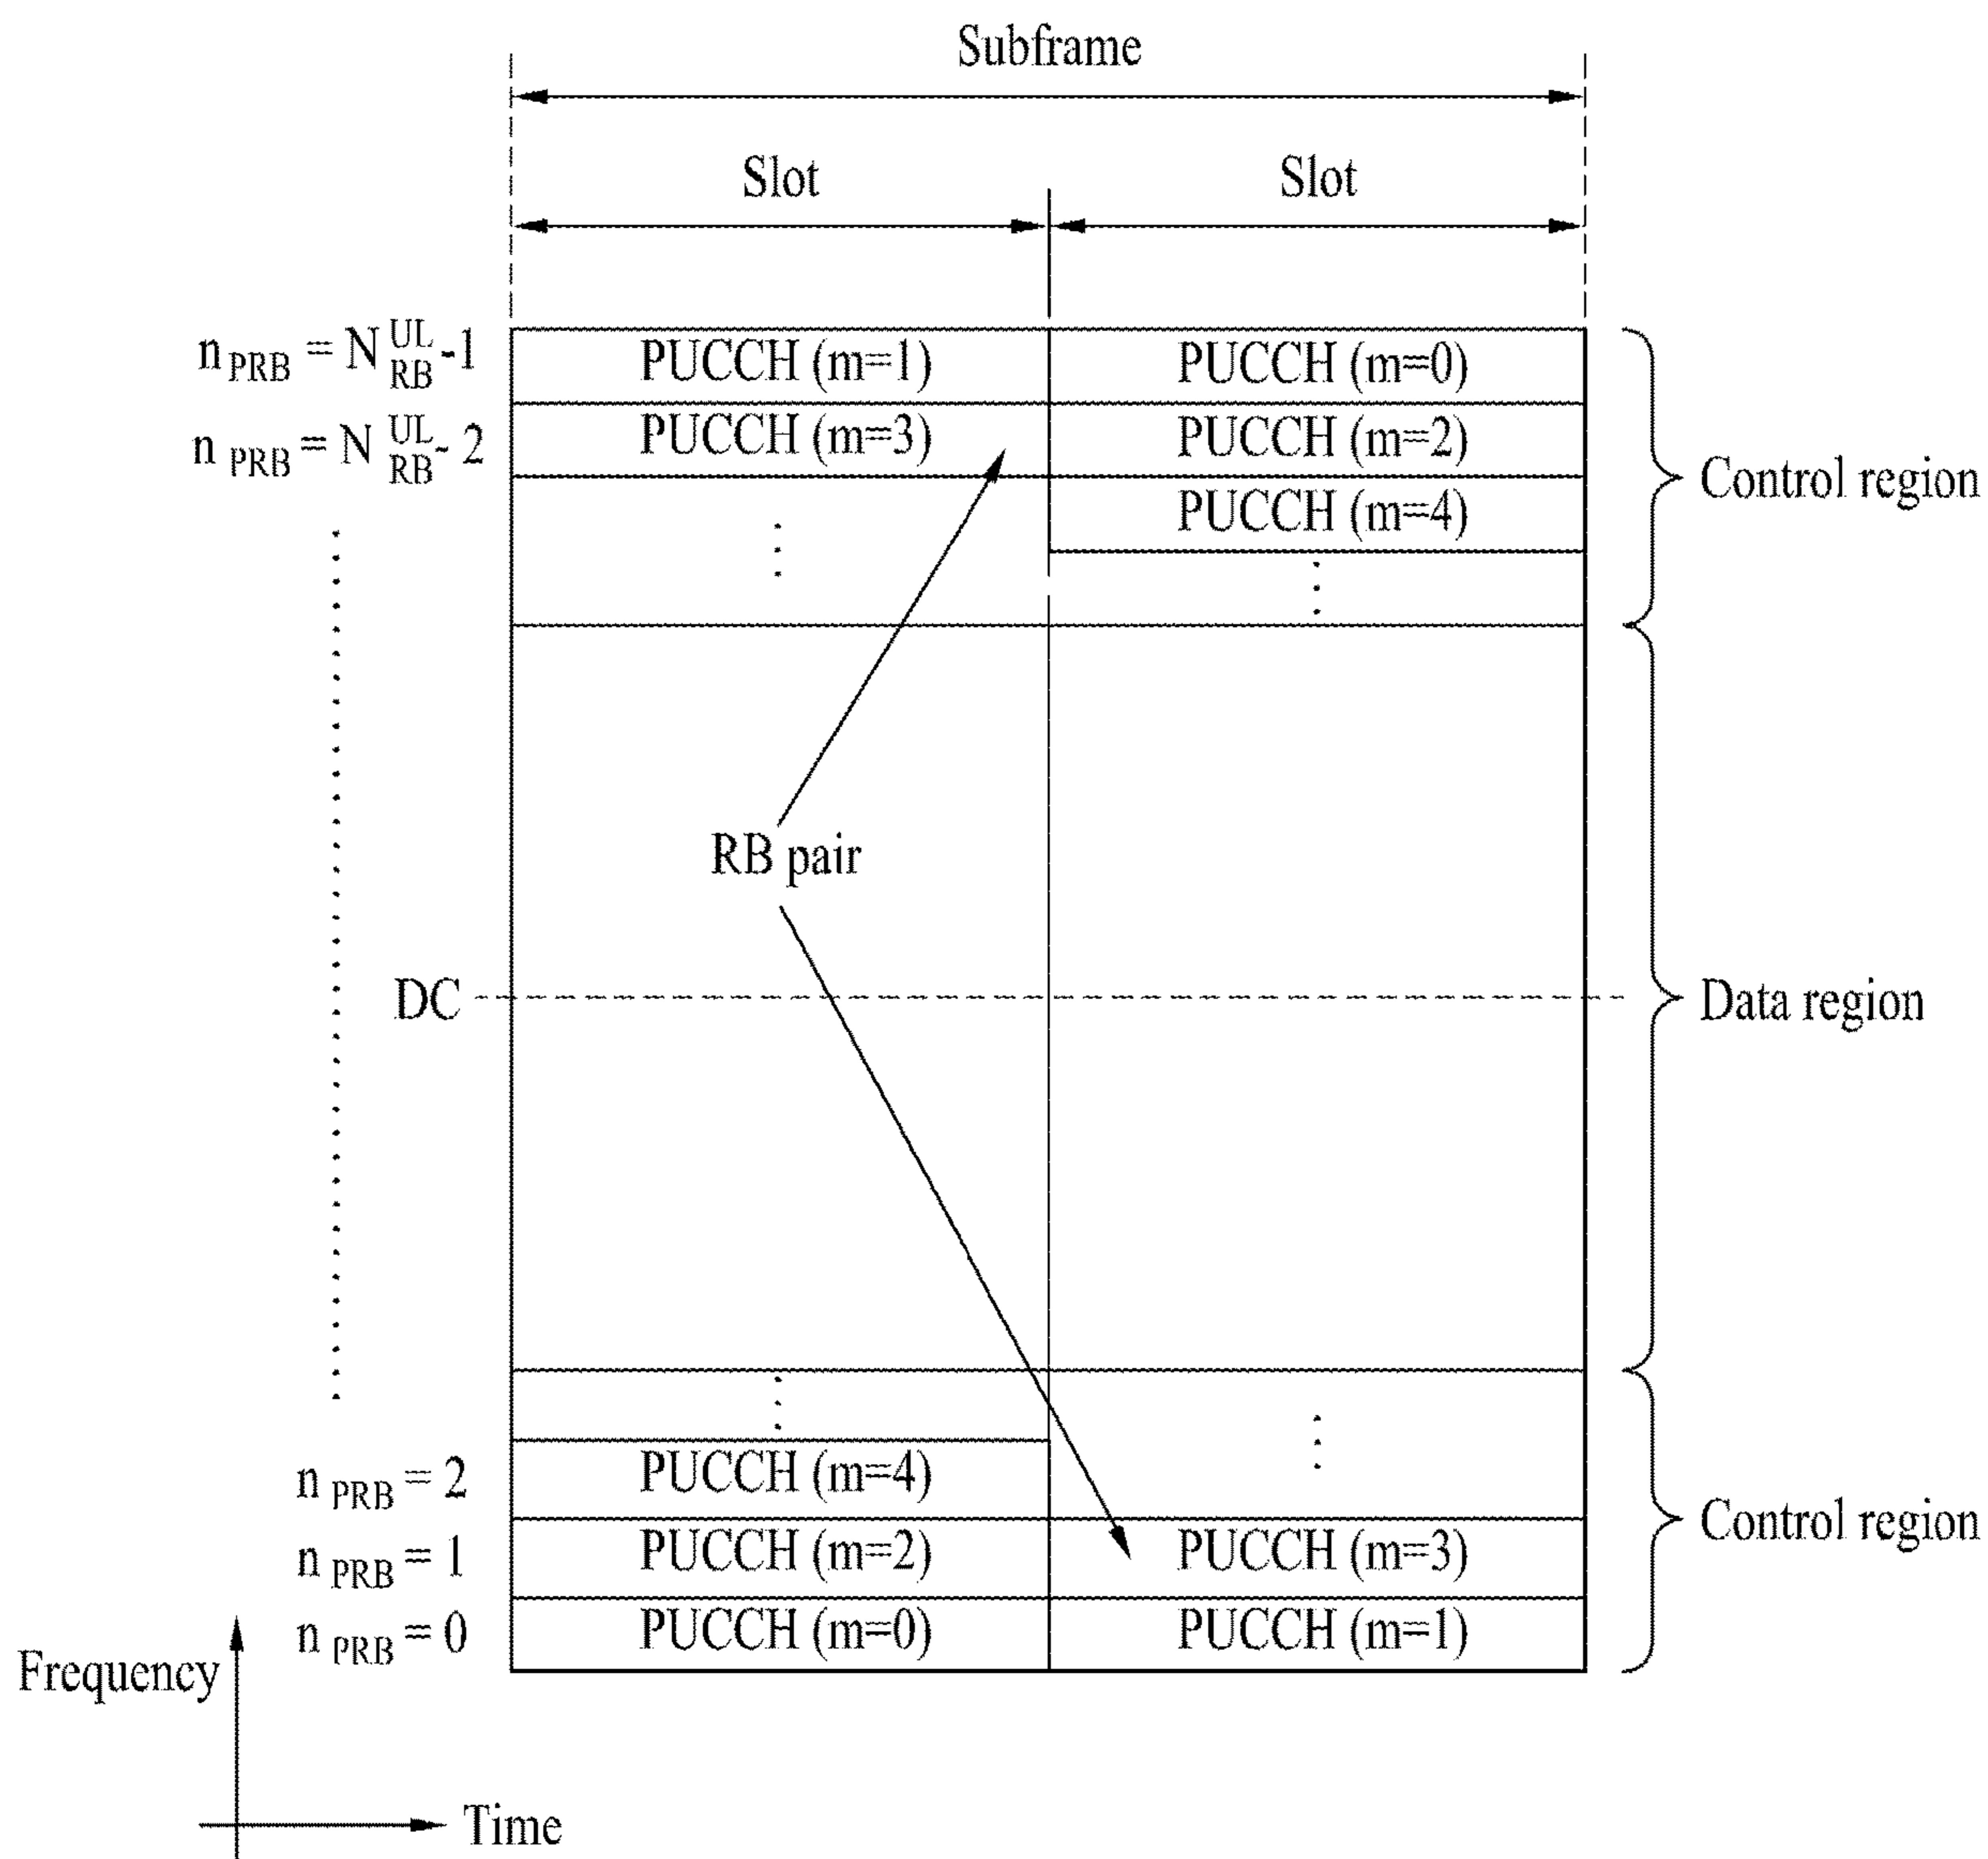 Subframe
Slot Slot
n PRB = N UL RB -1 PUCCH (m=1) PUCCH (m=0)
n PRB = N UL RB - 2 PUCCH (m=3) PUCCH (m=2)
Control region
PUCCH (m=4)
RB pair
DC
Data region
n PRB = 2 PUCCH (m=4)
Control region
n PRB = 1 PUCCH (m=2) PUCCH (m=3)
n PRB = 0 PUCCH (m=0) PUCCH (m=1)
Frequency
Time